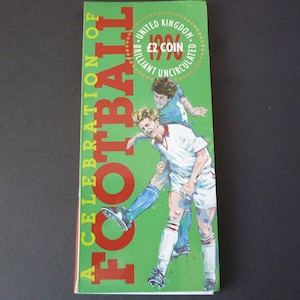 A CELEBRATION OF
FOOTBALL
UNITED KINGDOM
1996
£2 COIN
BRILLIANT UNCIRCULATED